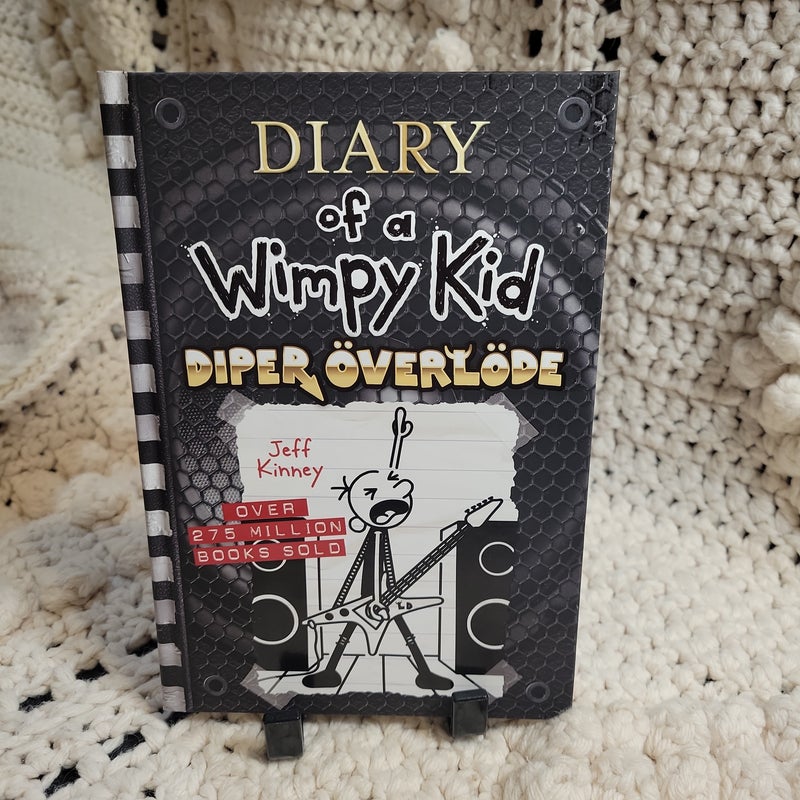 DIARY
of a
Wimpy Kid
DIPER ÖVERLÖDE
Jeff
Kinney
OVER
275 MILLION
BOOKS SOLD